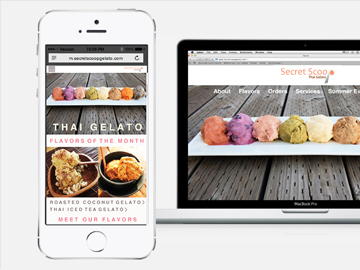 m.secretscoopgelato.com
THAI GELATO
FLAVORS OF THE MONTH
ROASTED COCONUT GELATO>
THAI ICED TEA GELATO>
MEET OUR FLAVORS
Secret Scoop
Thai Gelato
About Flavors Orders Services Summer E
MacBook Pro